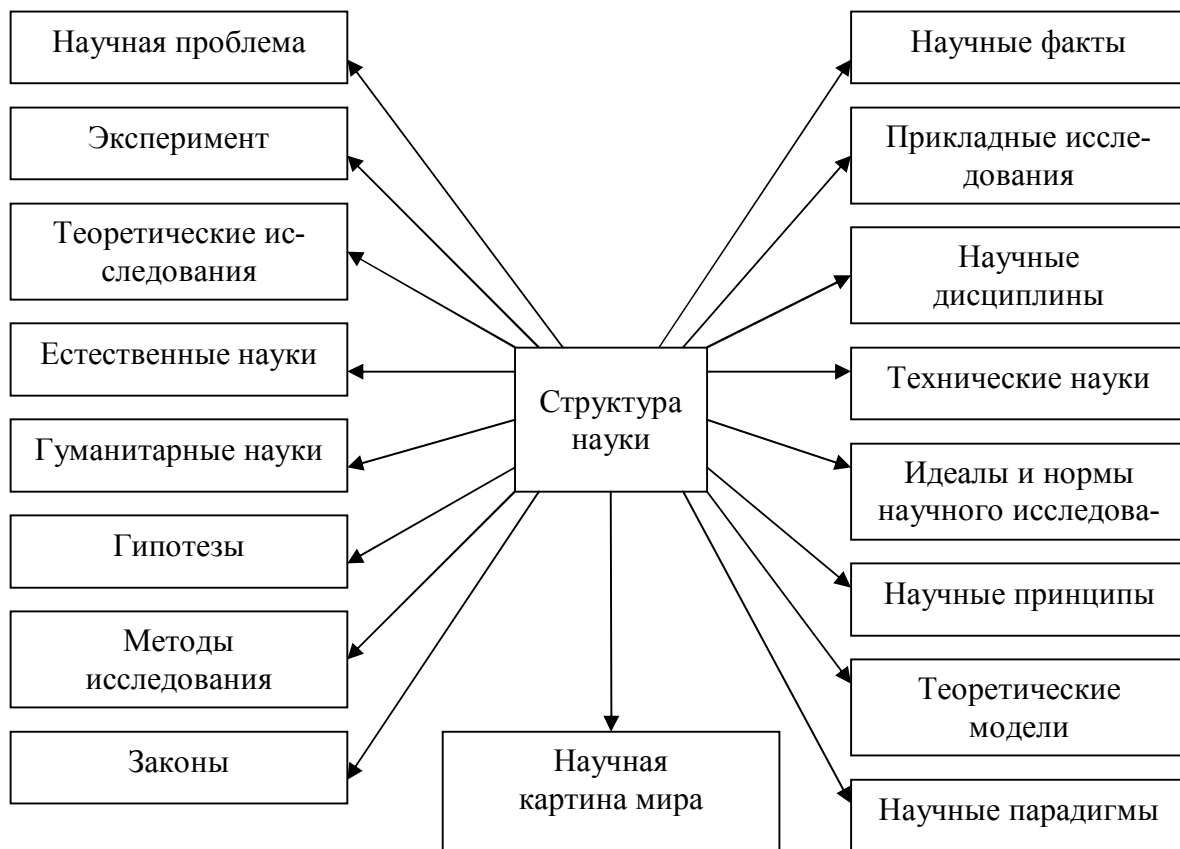 Научная проблема
Эксперимент
Теоретические ис-
следования
Естественные науки
Гуманитарные науки
Гипотезы
Методы
исследования
Законы
Структура
науки
Научная
картина мира
Научные факты
Прикладные иссле-
дования
Научные
дисциплины
Технические науки
Идеалы и нормы
научного исследова-
Научные принципы
Теоретические
модели
Научные парадигмы